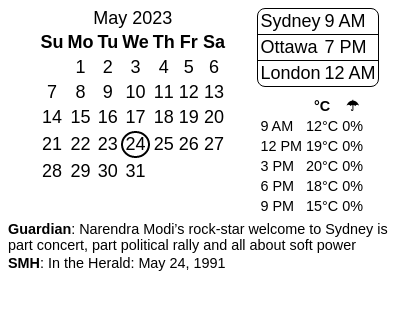 May 2023
Su Mo Tu We Th Fr Sa
1 2 3 4 5 6
7 8 9 10 11 12 13
14 15 16 17 18 19 20
21 22 23 24 25 26 27
28 29 30 31
Sydney 9 AM
Ottawa 7 PM
London 12 AM
°C ☂
9 AM 12°C 0%
12 PM 19°C 0%
3 PM 20°C 0%
6 PM 18°C 0%
9 PM 15°C 0%
Guardian: Narendra Modi’s rock-star welcome to Sydney is
part concert, part political rally and all about soft power
SMH: In the Herald: May 24, 1991